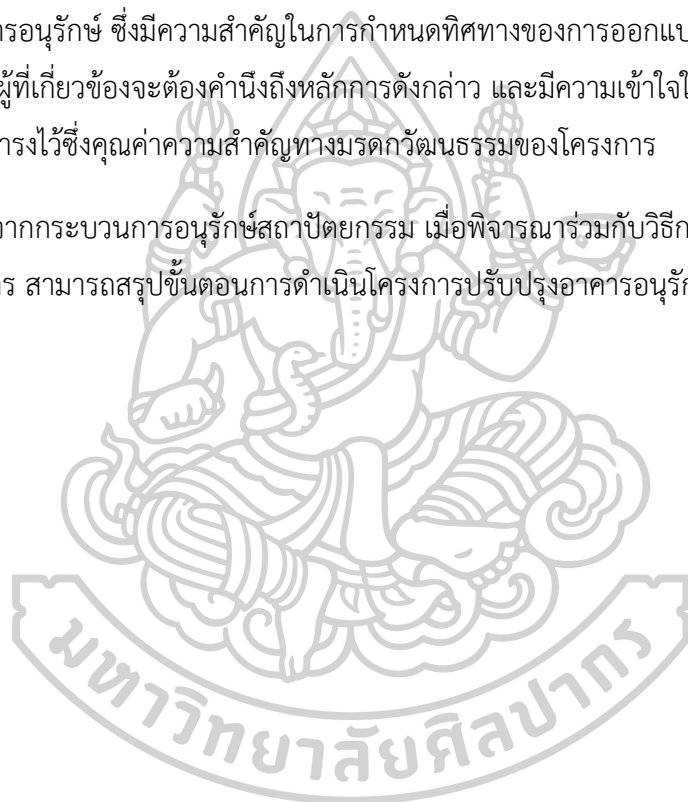 ารอนุรักษ์ ซึ่งมีความสำคัญในการกำหนดทิศทางของการออกแบ
ผู้ที่เกี่ยวข้องจะต้องคำนึงถึงหลักการดังกล่าว และมีความเข้าใจใ
ารงไว้ซึ่งคุณค่าความสำคัญทางมรดกวัฒนธรรมของโครงการ
จากกระบวนการอนุรักษ์สถาปัตยกรรม เมื่อพิจารณาร่วมกับวิธีก
าร สามารถสรุปขั้นตอนการดำเนินโครงการปรับปรุงอาคารอนุรัก
มหาวิทยาลัยศิลปากร